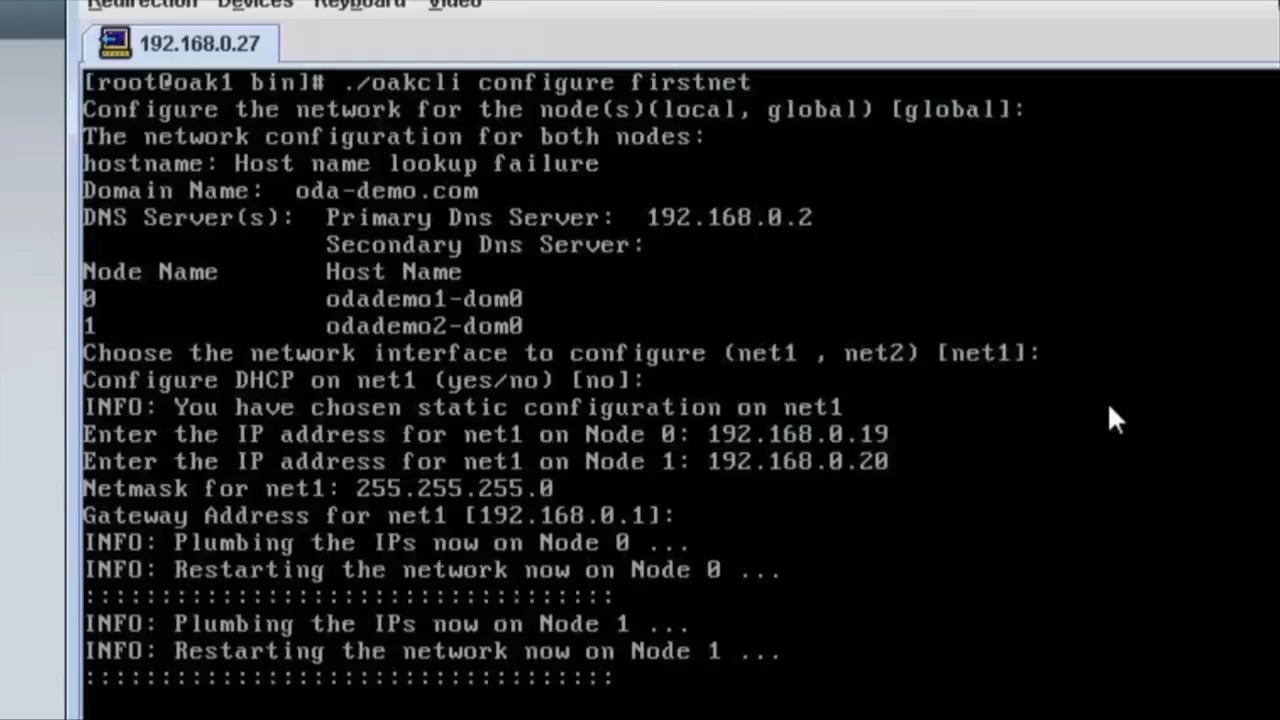 Redirection Devices Keyboard Video
192.168.0.27
[root@oak1 bin]# ./oakcli configure firstnet
Configure the network for the node(s)(local, global) [global]:
The network configuration for both nodes:
hostname: Host name lookup failure
Domain Name:  oda-demo.com
DNS Server(s):  Primary Dns Server:  192.168.0.2
                Secondary Dns Server:
Node Name       Host Name
0               odademo1-dom0
1               odademo2-dom0
Choose the network interface to configure (net1 , net2) [net1]:
Configure DHCP on net1 (yes/no) [no]:
INFO: You have chosen static configuration on net1
Enter the IP address for net1 on Node 0: 192.168.0.19
Enter the IP address for net1 on Node 1: 192.168.0.20
Netmask for net1: 255.255.255.0
Gateway Address for net1 [192.168.0.1]:
INFO: Plumbing the IPs now on Node 0 ...
INFO: Restarting the network now on Node 0 ...
:::::::::::::::::::::::::::::::::::
INFO: Plumbing the IPs now on Node 1 ...
INFO: Restarting the network now on Node 1 ...
:::::::::::::::::::::::::::::::::::